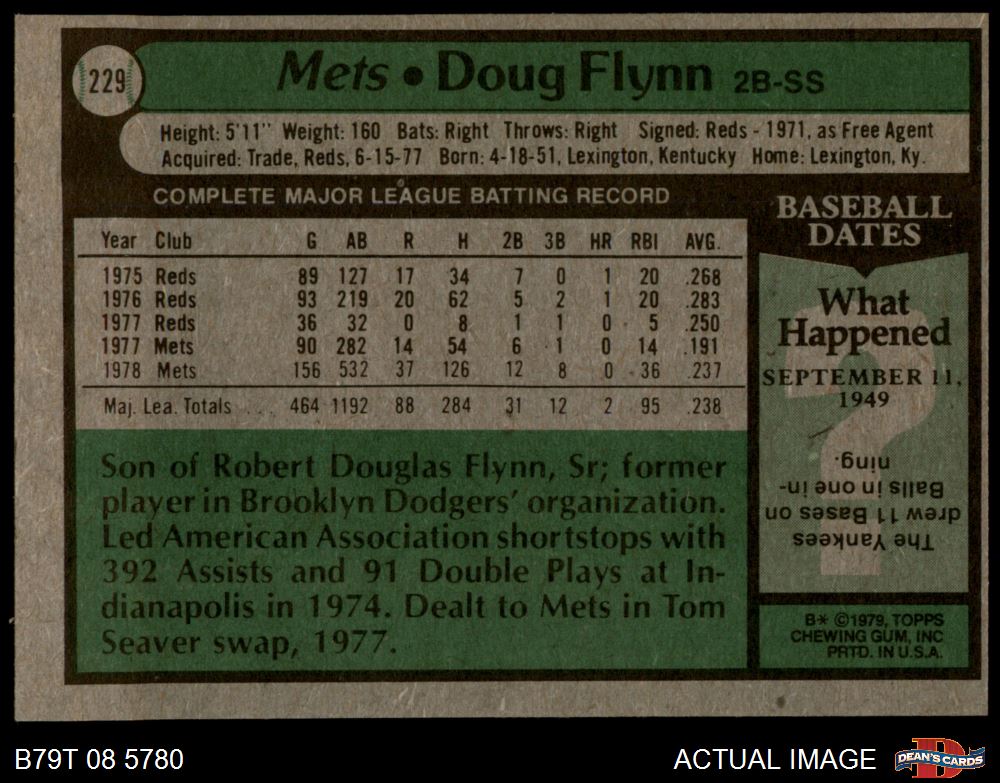 229
Mets • Doug Flynn 2B-SS
Height: 5'11" Weight: 160 Bats: Right Throws: Right Signed: Reds - 1971, as Free Agent
Acquired: Trade, Reds, 6-15-77 Born: 4-18-51, Lexington, Kentucky Home: Lexington, Ky.
COMPLETE MAJOR LEAGUE BATTING RECORD
Year Club G AB R H 2B 3B HR RBI AVG.
1975 Reds 89 127 17 34 7 0 1 20 .268
1976 Reds 93 219 20 62 5 2 1 20 .283
1977 Reds 36 32 0 8 1 1 0 5 .250
1977 Mets 90 282 14 54 6 1 0 14 .191
1978 Mets 156 532 37 126 12 8 0 36 .237
Maj. Lea. Totals ... 464 1192 88 284 31 12 2 95 .238
Son of Robert Douglas Flynn, Sr; former
player in Brooklyn Dodgers' organization.
Led American Association shortstops with
392 Assists and 91 Double Plays at In-
dianapolis in 1974. Dealt to Mets in Tom
Seaver swap, 1977.
BASEBALL
DATES
What
Happened
SEPTEMBER 11,
1949
?
The Yankees
drew 11 Bases on
Balls in one in-
ning.
B* ©1979, TOPPS
CHEWING GUM, INC
PRTD. IN U.S.A.
B79T 08 5780
ACTUAL IMAGE
D
DEAN'S CARDS